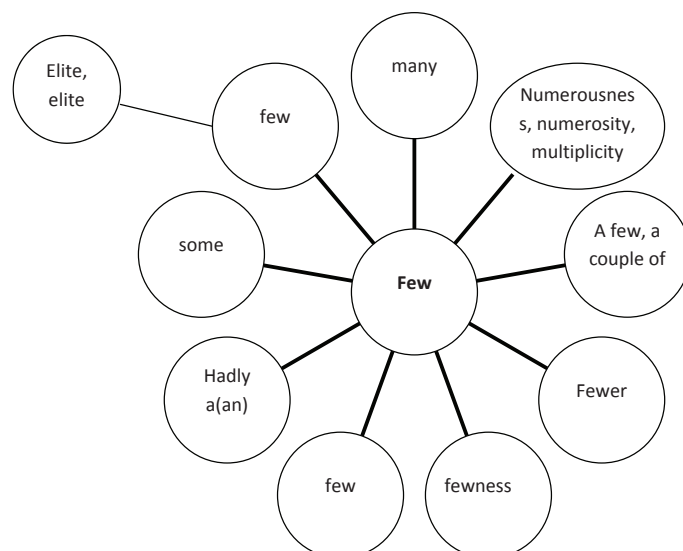 many
Elite,
elite
few
Numerousnes
s, numerosity,
multiplicity
some
A few, a
couple of
Few
Hadly
a(an)
Fewer
few
fewness